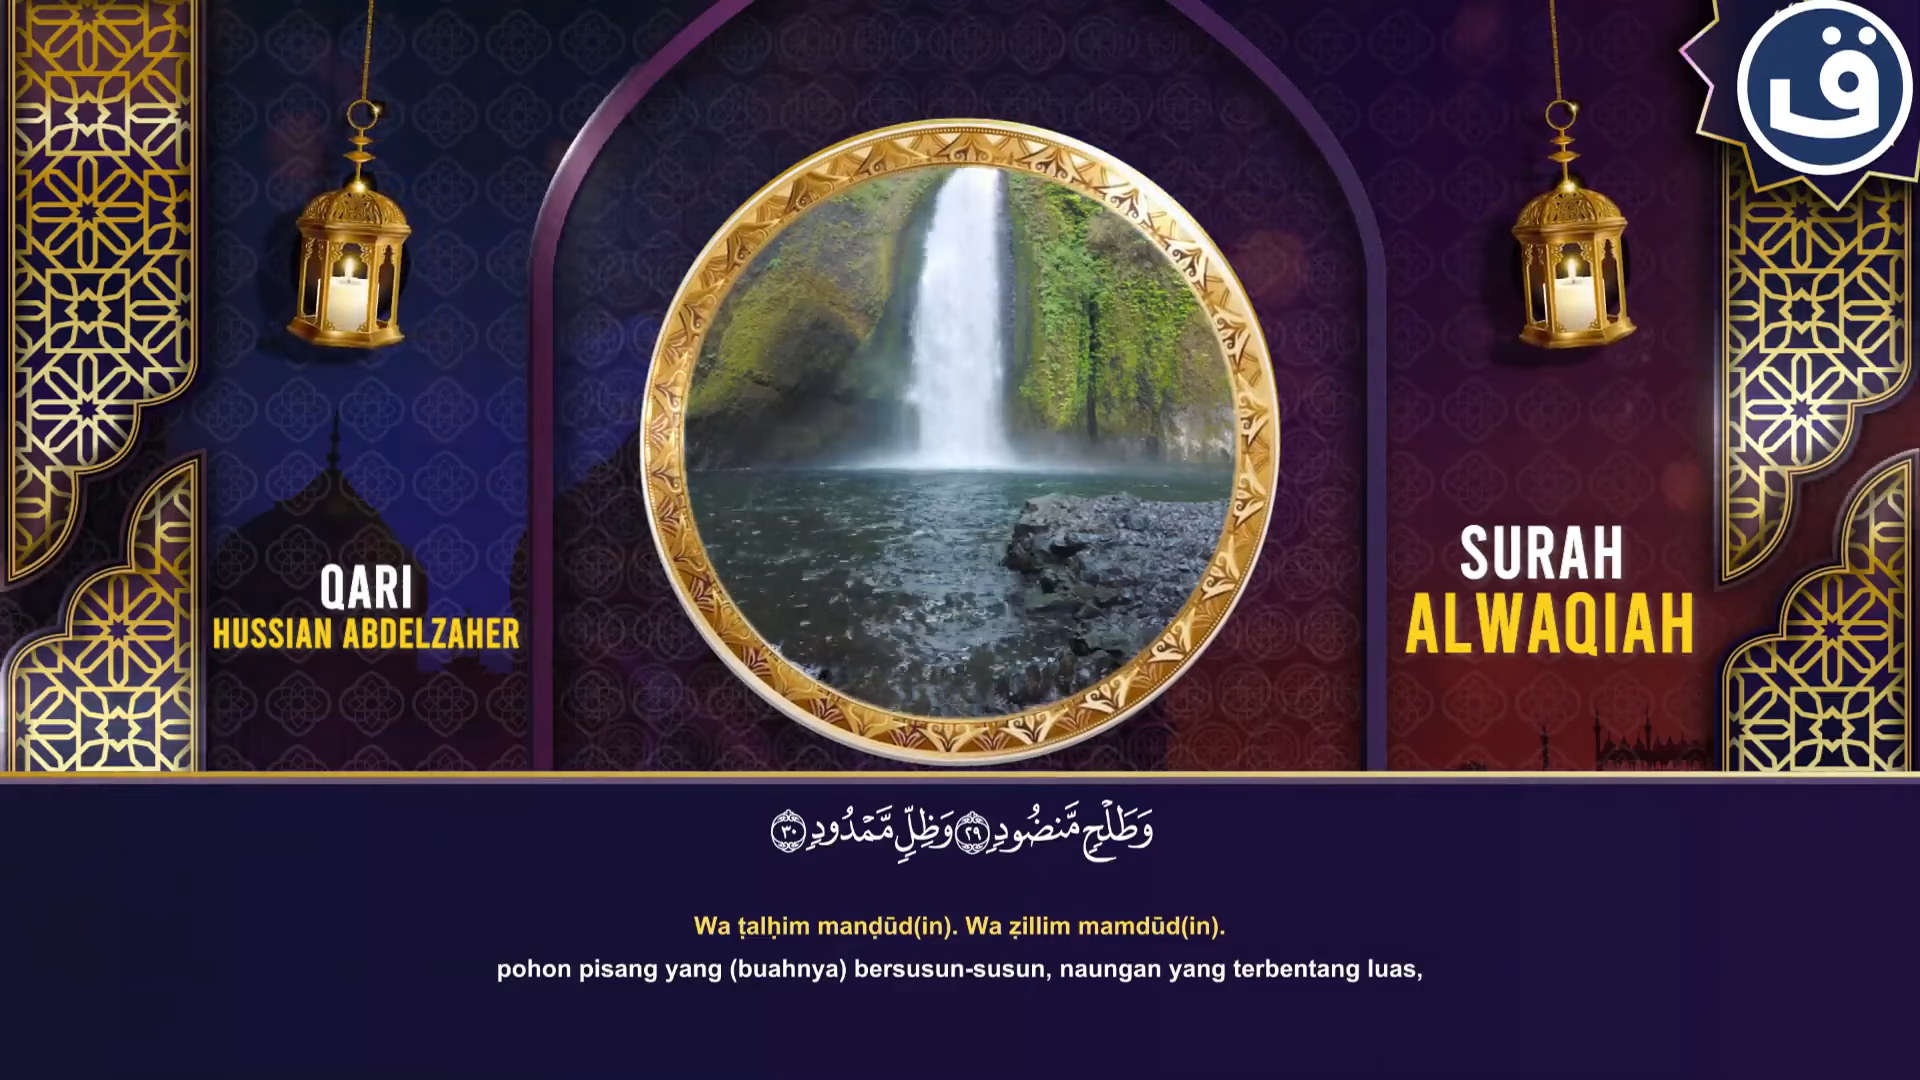 ق
QARI
HUSSIAN ABDELZAHER
SURAH
ALWAQIAH
وَطَلْحٍ مَّنضُودٍ ٢٩ وَظِلٍّ مَّمْدُودٍ ٣٠
Wa ṭalḥim manḍūd(in). Wa ẓillim mamdūd(in).
pohon pisang yang (buahnya) bersusun-susun, naungan yang terbentang luas,